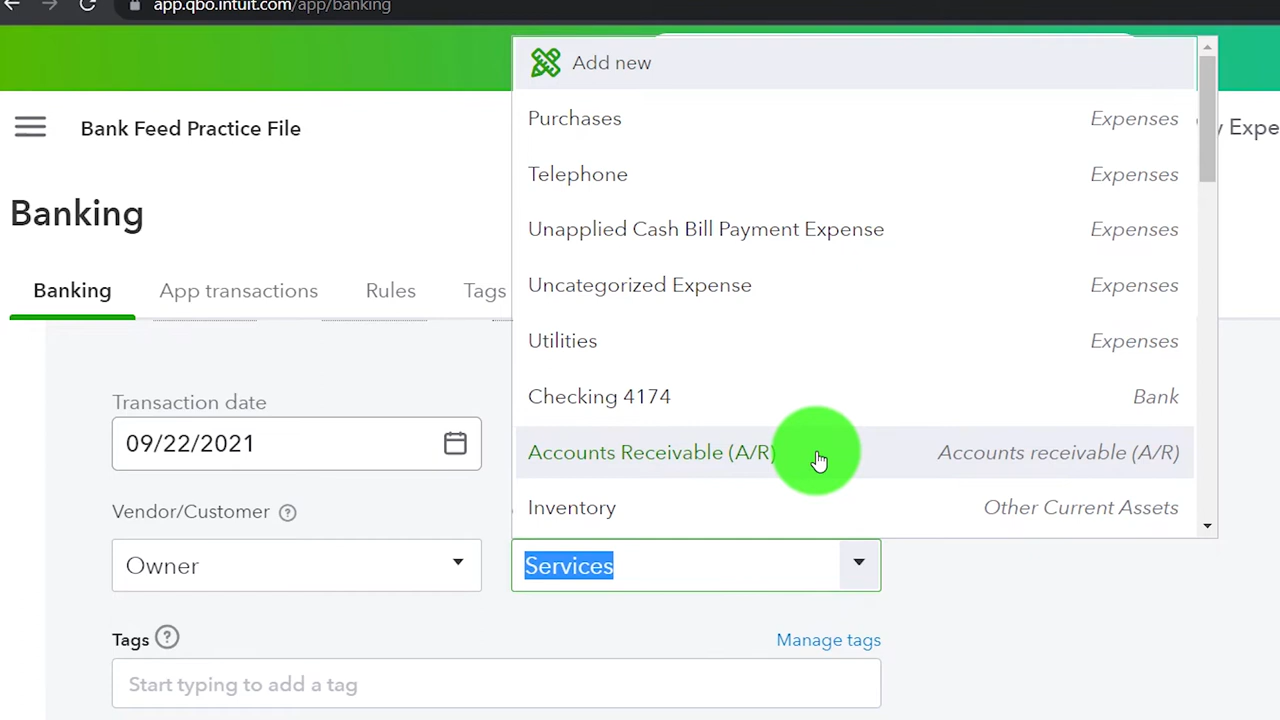 app.qbo.intuit.com/app/banking
Add new
Bank Feed Practice File
Purchases Expenses
y Expe
Banking
Telephone Expenses
Unapplied Cash Bill Payment Expense Expenses
Banking App transactions Rules Tags
Uncategorized Expense Expenses
Utilities Expenses
Checking 4174 Bank
Accounts Receivable (A/R) Accounts receivable (A/R)
Inventory Other Current Assets
Transaction date
09/22/2021
Vendor/Customer ?
Owner
Services
Tags ?
Manage tags
Start typing to add a tag